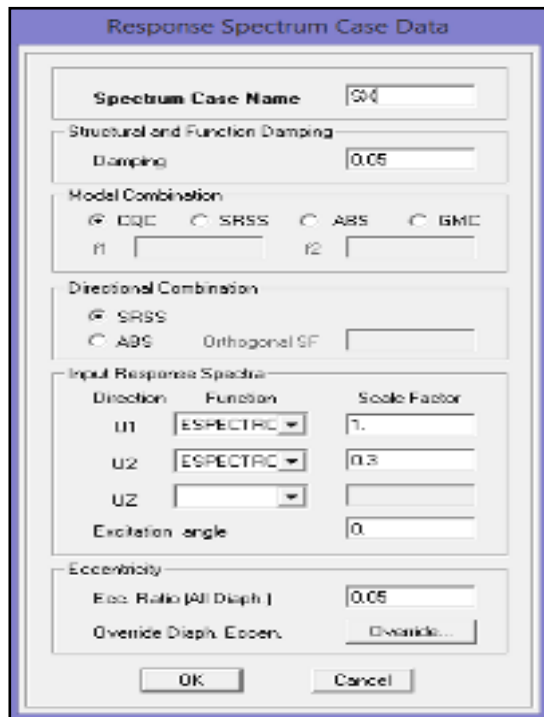 Response Spectrum Case Data
Spectrum Case Name SX
Structural and Function Damping
Damping 0.05
Modal Combination
CQC SRSS ABS GMC
f1 f2
Directional Combination
SRSS
ABS Orthogonal SF
Input Response Spectra
Direction Function Scale Factor
U1 ESPECTRO 1.
U2 ESPECTRO 0.3
UZ
Excitation angle 0.
Eccentricity
Ecc. Ratio (All Diaph.) 0.05
Override Diaph. Eccen. Override...
OK Cancel